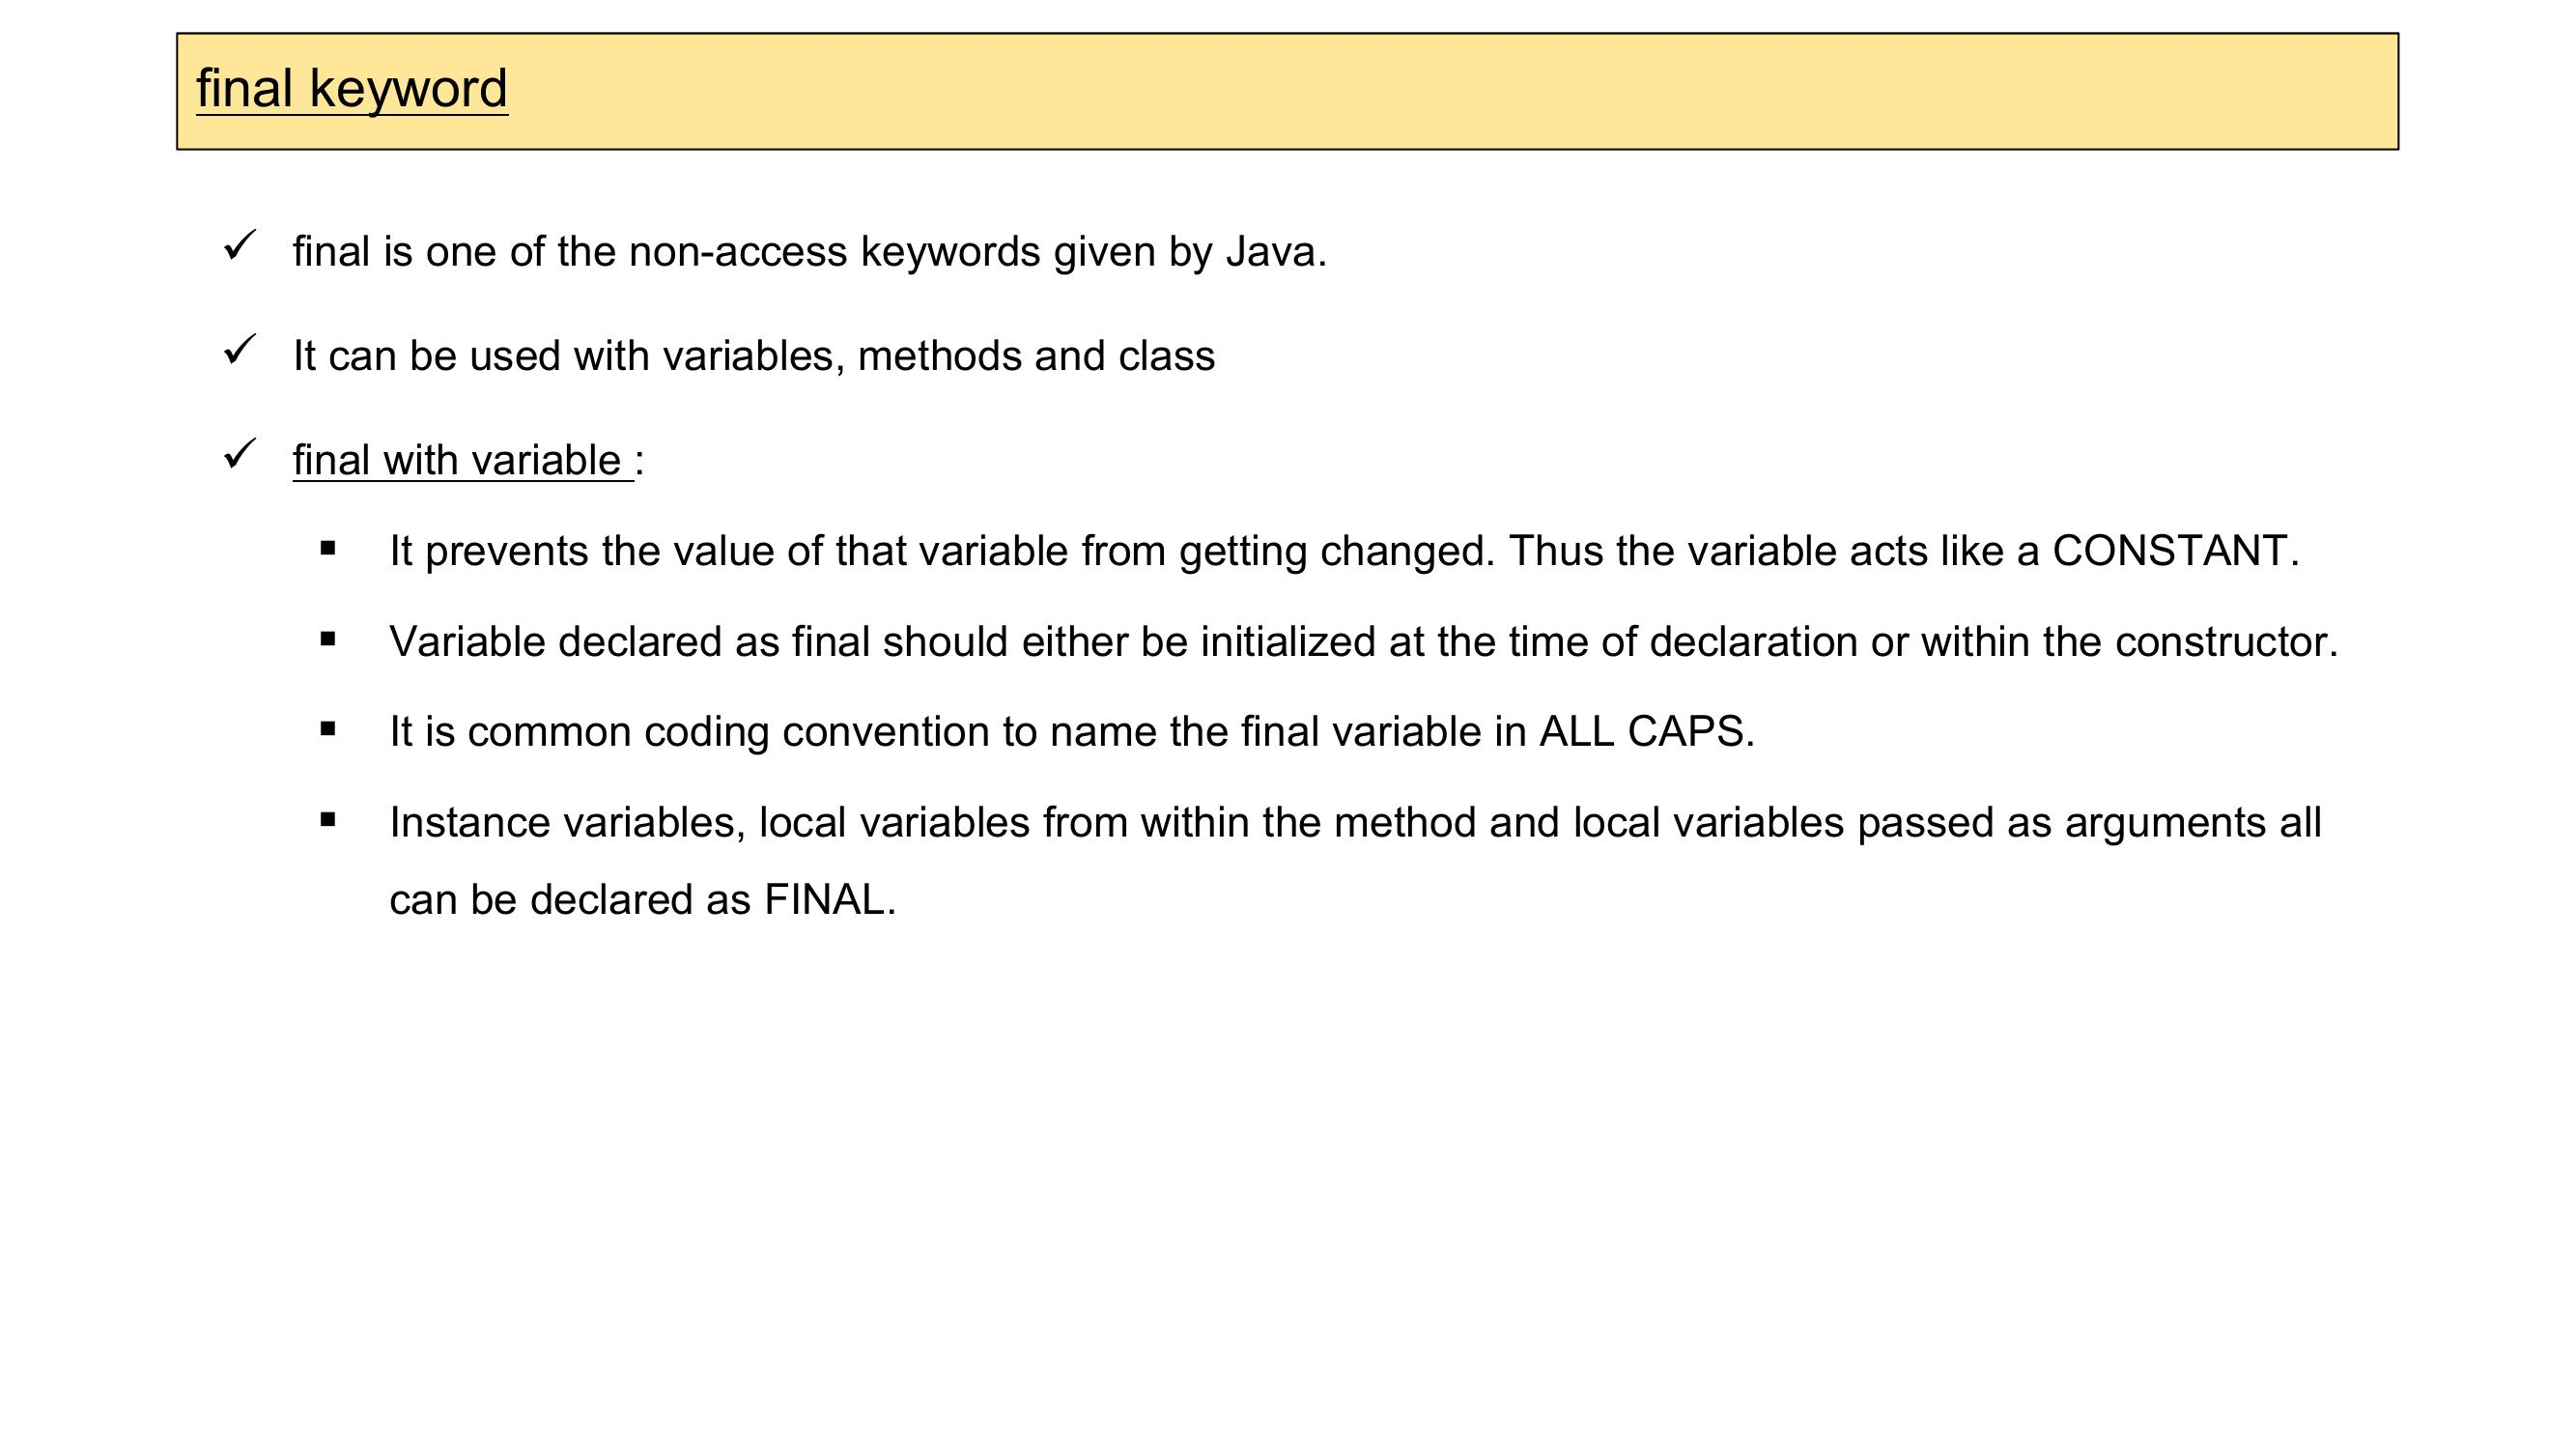 final keyword
✓ final is one of the non-access keywords given by Java.
✓ It can be used with variables, methods and class
✓ final with variable :
▪ It prevents the value of that variable from getting changed. Thus the variable acts like a CONSTANT.
▪ Variable declared as final should either be initialized at the time of declaration or within the constructor.
▪ It is common coding convention to name the final variable in ALL CAPS.
▪ Instance variables, local variables from within the method and local variables passed as arguments all
can be declared as FINAL.